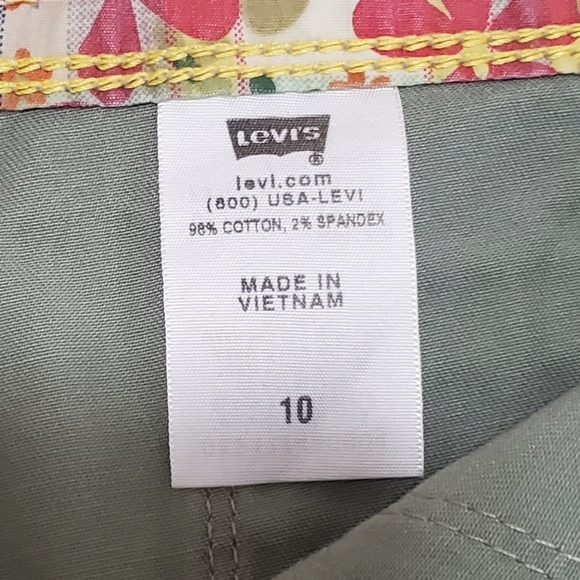 Levi's
®
levi.com
(800) USA-LEVI
98% COTTON, 2% SPANDEX
MADE IN
VIETNAM
10